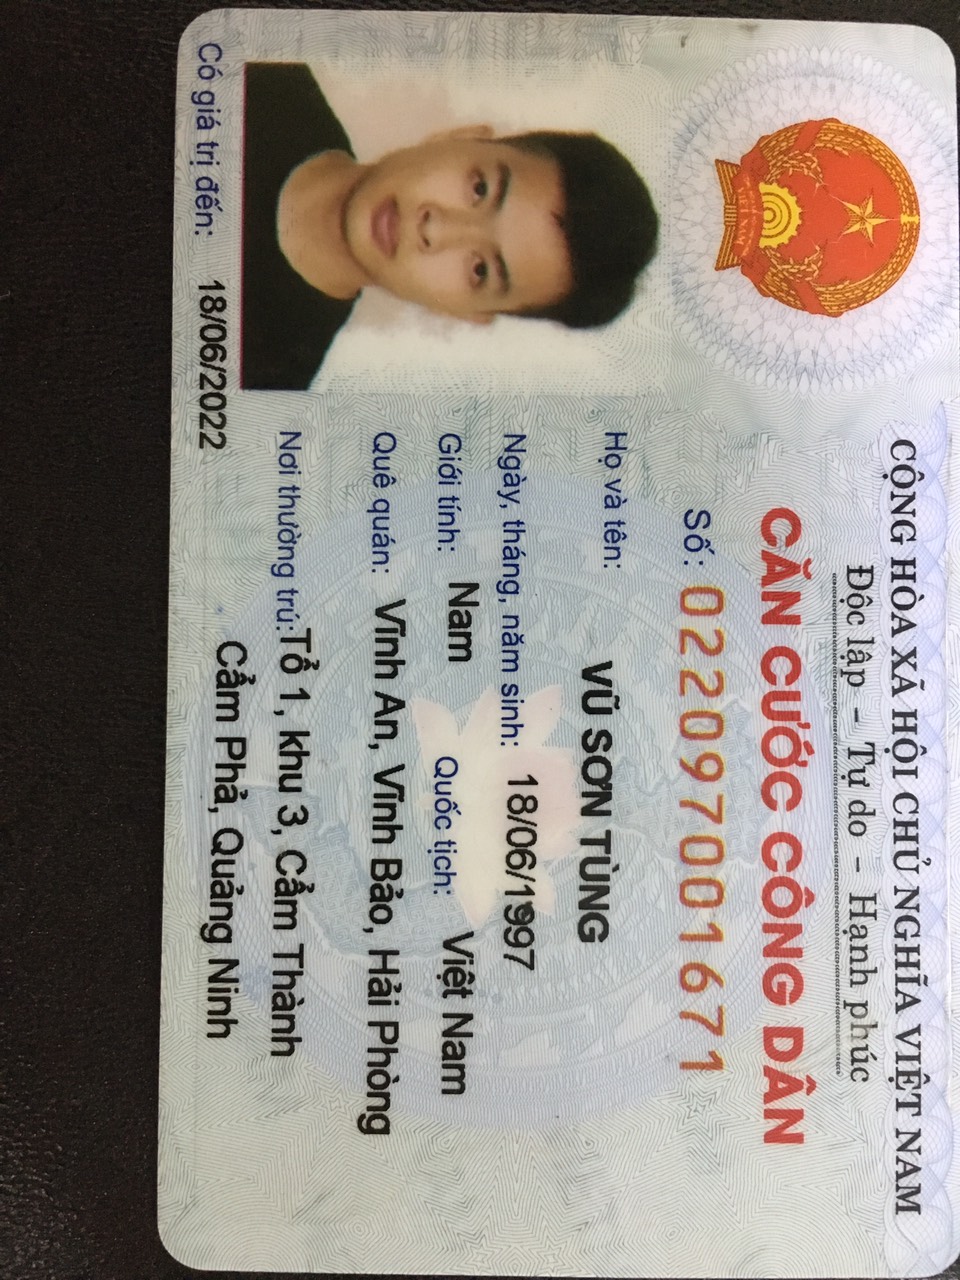 CỘNG HÒA XÃ HỘI CHỦ NGHĨA VIỆT NAM
Độc lập - Tự do - Hạnh phúc
CĂN CƯỚC CÔNG DÂN
Số: 022097001671
Họ và tên: VŨ SƠN TÙNG
Ngày, tháng, năm sinh: 18/06/1997
Giới tính: Nam Quốc tịch: Việt Nam
Quê quán: Vĩnh An, Vĩnh Bảo, Hải Phòng
Nơi thường trú: Tổ 1, khu 3, Cẩm Thành
Cẩm Phả, Quảng Ninh
Có giá trị đến: 18/06/2022